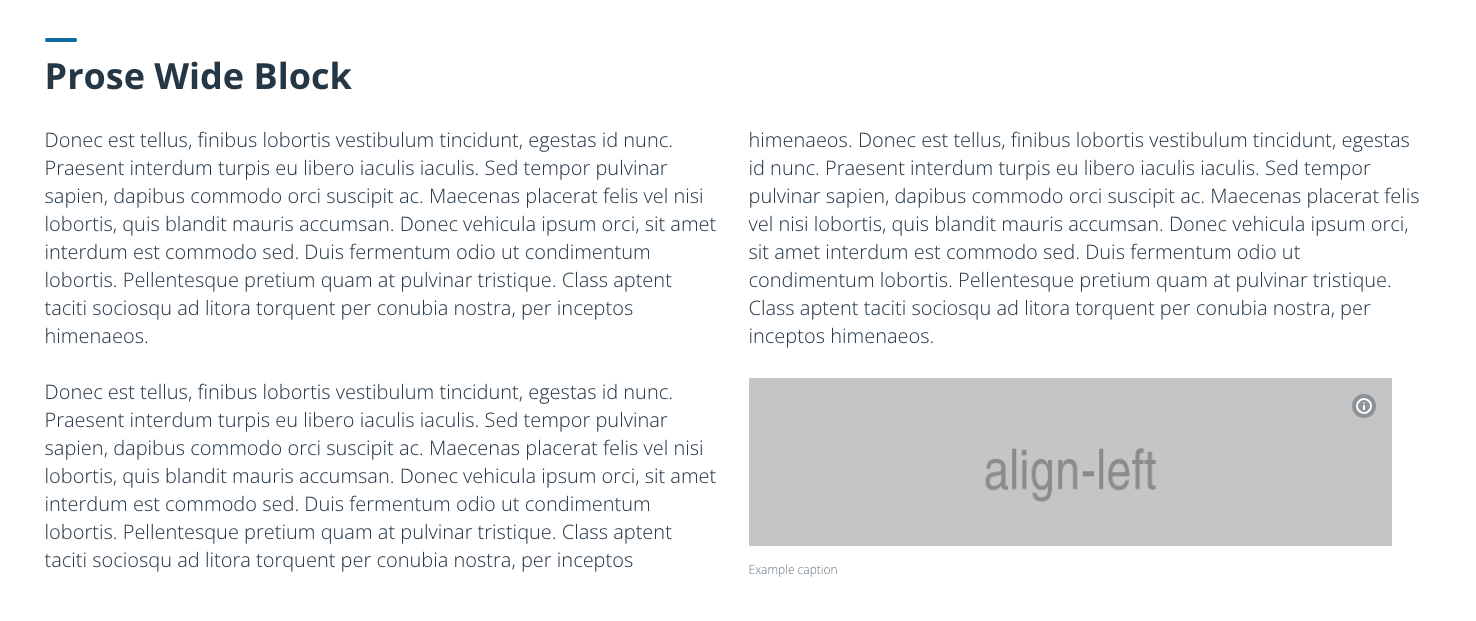 Prose Wide Block
Donec est tellus, finibus lobortis vestibulum tincidunt, egestas id nunc.
Praesent interdum turpis eu libero iaculis iaculis. Sed tempor pulvinar
sapien, dapibus commodo orci suscipit ac. Maecenas placerat felis vel nisi
lobortis, quis blandit mauris accumsan. Donec vehicula ipsum orci, sit amet
interdum est commodo sed. Duis fermentum odio ut condimentum
lobortis. Pellentesque pretium quam at pulvinar tristique. Class aptent
taciti sociosqu ad litora torquent per conubia nostra, per inceptos
himenaeos.
Donec est tellus, finibus lobortis vestibulum tincidunt, egestas id nunc.
Praesent interdum turpis eu libero iaculis iaculis. Sed tempor pulvinar
sapien, dapibus commodo orci suscipit ac. Maecenas placerat felis vel nisi
lobortis, quis blandit mauris accumsan. Donec vehicula ipsum orci, sit amet
interdum est commodo sed. Duis fermentum odio ut condimentum
lobortis. Pellentesque pretium quam at pulvinar tristique. Class aptent
taciti sociosqu ad litora torquent per conubia nostra, per inceptos
himenaeos. Donec est tellus, finibus lobortis vestibulum tincidunt, egestas
id nunc. Praesent interdum turpis eu libero iaculis iaculis. Sed tempor
pulvinar sapien, dapibus commodo orci suscipit ac. Maecenas placerat felis
vel nisi lobortis, quis blandit mauris accumsan. Donec vehicula ipsum orci,
sit amet interdum est commodo sed. Duis fermentum odio ut
condimentum lobortis. Pellentesque pretium quam at pulvinar tristique.
Class aptent taciti sociosqu ad litora torquent per conubia nostra, per
inceptos himenaeos.
align-left
Example caption